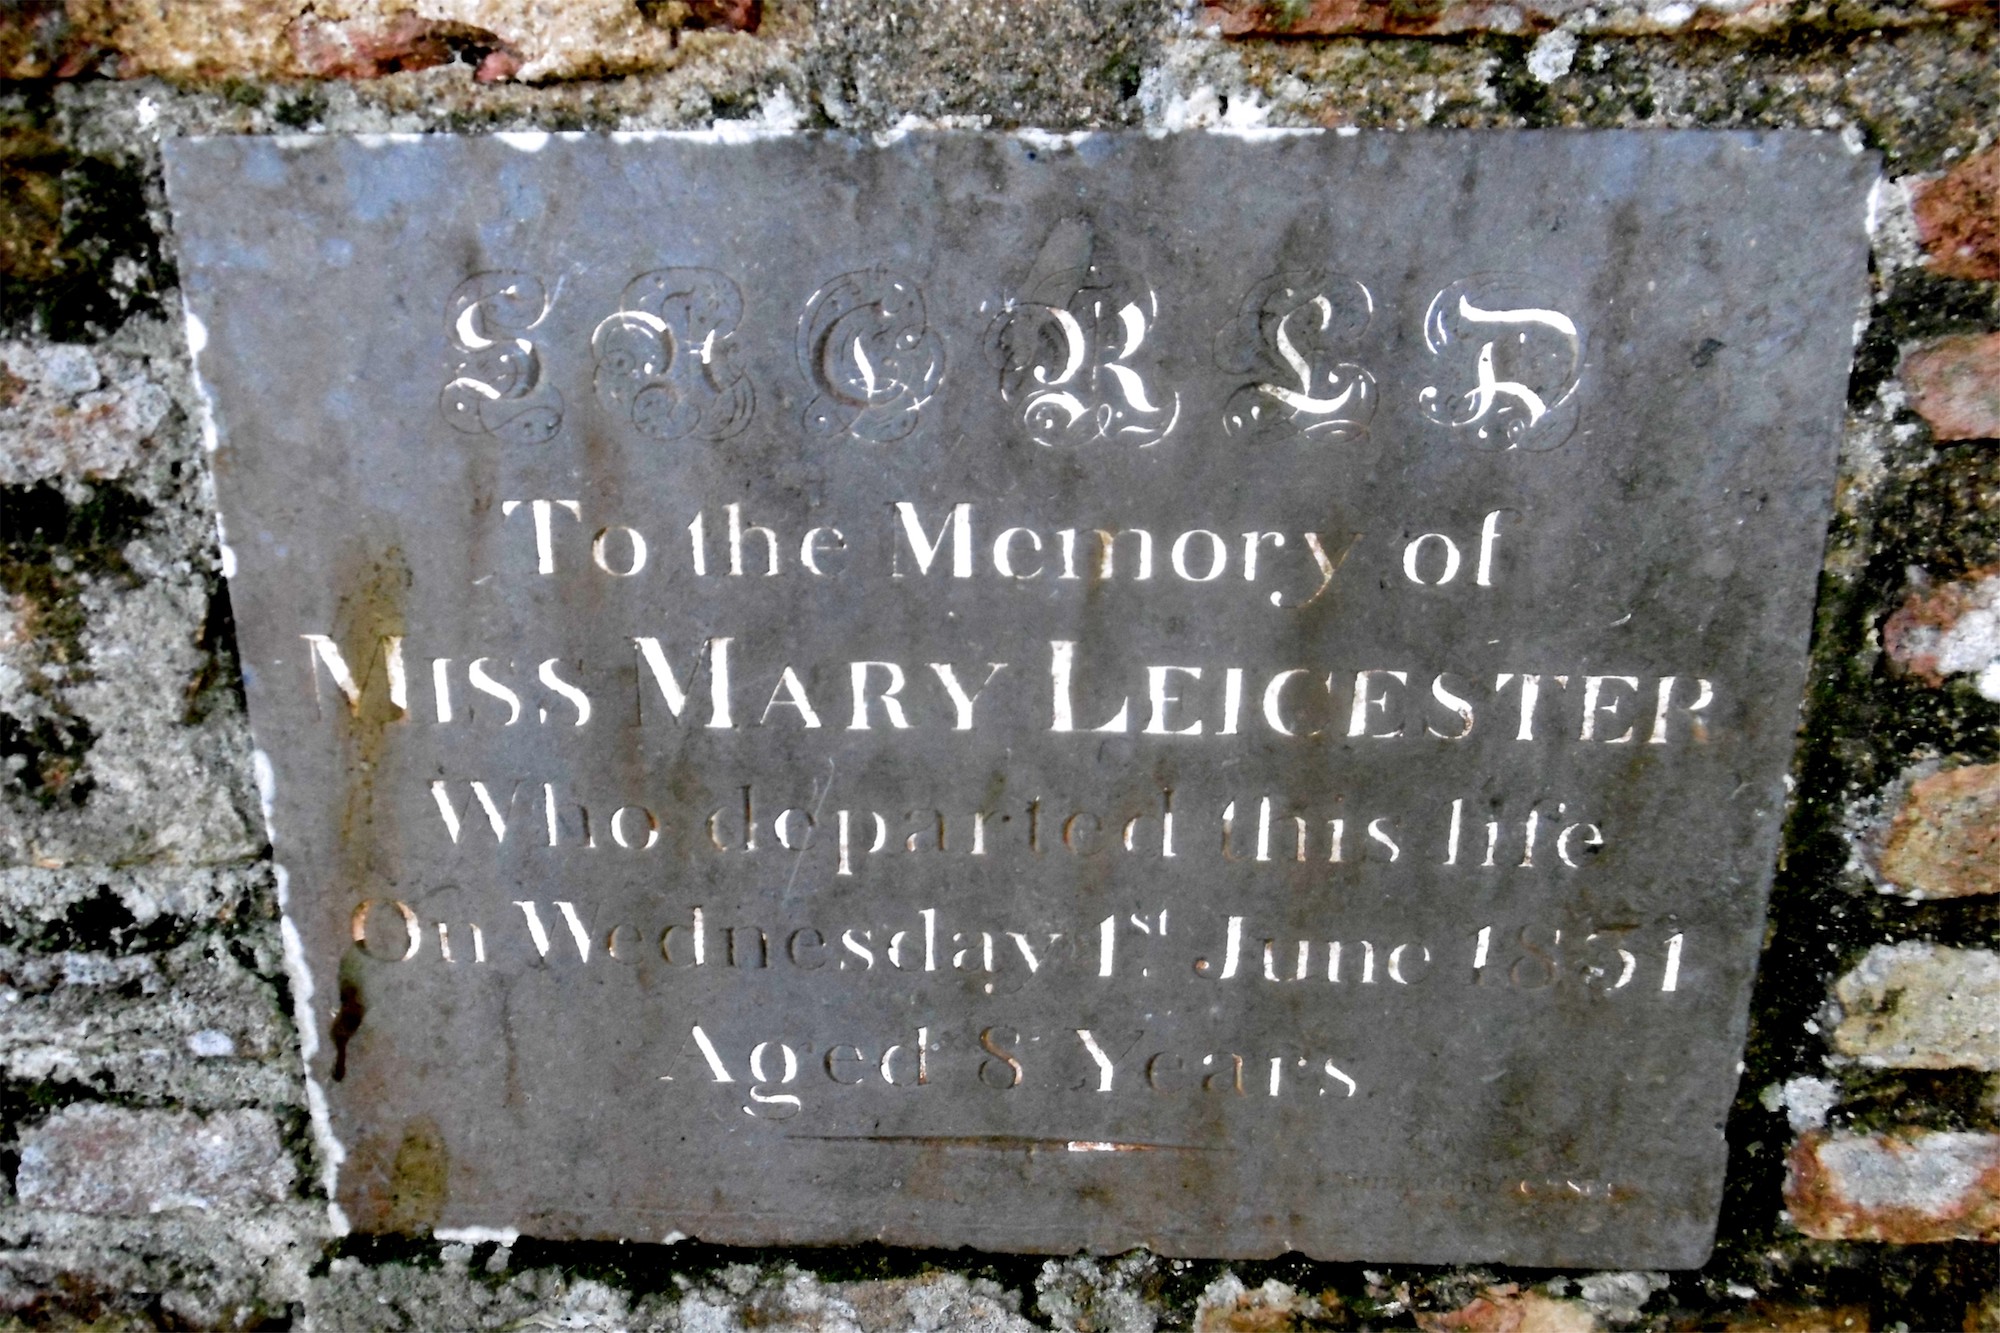 SACRED
To the Memory of
MISS MARY LEICESTER
Who departed this life
On Wednesday 1st June 1831
Aged 8 Years